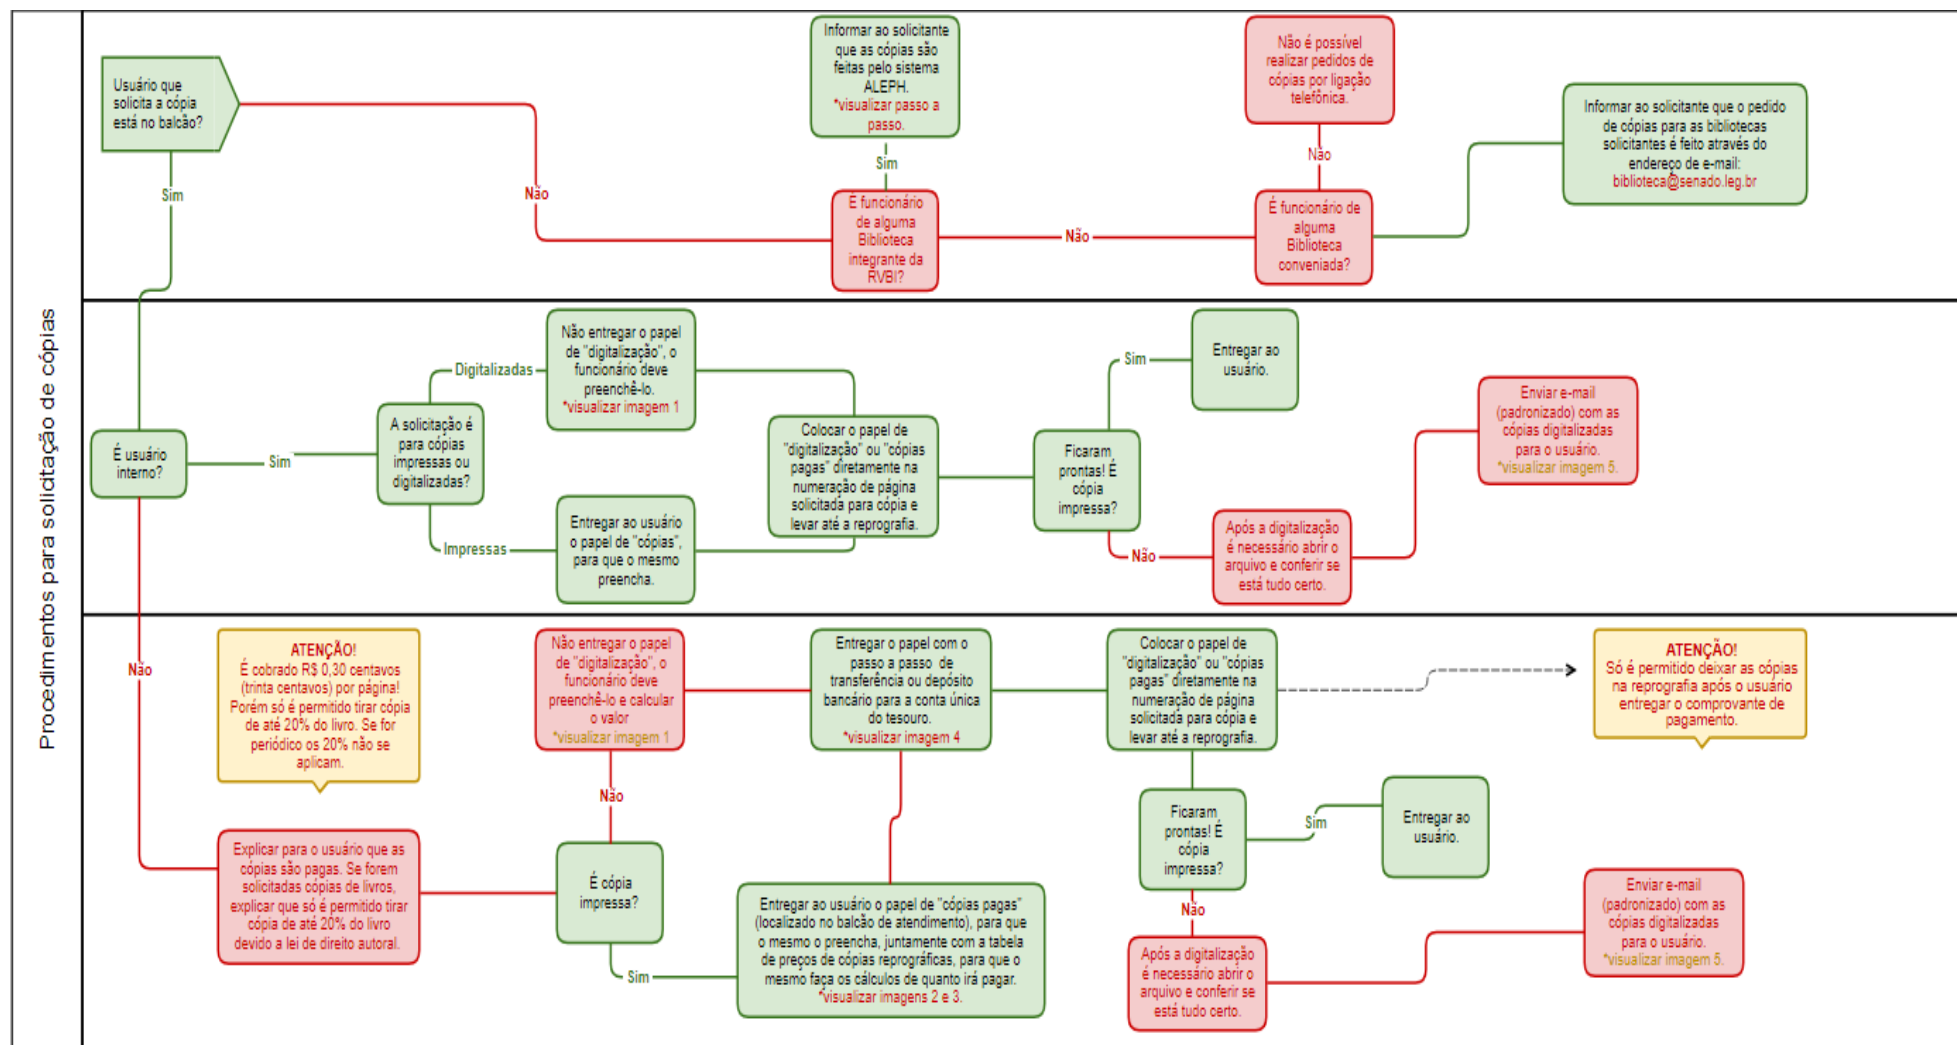 Procedimentos para solicitação de cópias
Usuário que
solicita a cópia
está no balcão?
Sim
Não
Informar ao solicitante
que as cópias são
feitas pelo sistema
ALEPH.
*visualizar passo a
passo.
Sim
É funcionário
de alguma
Biblioteca
integrante da
RVBI?
Não
Não é possível
realizar pedidos de
cópias por ligação
telefônica.
Não
É funcionário de
alguma
Biblioteca
conveniada?
Informar ao solicitante que o pedido
de cópias para as bibliotecas
solicitantes é feito através do
endereço de e-mail:
biblioteca@senado.leg.br
É usuário
interno?
Sim
A solicitação é
para cópias
impressas ou
digitalizadas?
Digitalizadas
Não entregar o papel
de "digitalização", o
funcionário deve
preenchê-lo.
*visualizar imagem 1
Impressas
Entregar ao usuário
o papel de "cópias",
para que o mesmo
preencha.
Colocar o papel de
"digitalização" ou "cópias
pagas" diretamente na
numeração de página
solicitada para cópia e
levar até a reprografia.
Ficaram
prontas! É
cópia
impressa?
Sim
Entregar ao
usuário.
Não
Após a digitalização
é necessário abrir o
arquivo e conferir se
está tudo certo.
Enviar e-mail
(padronizado) com as
cópias digitalizadas
para o usuário.
*visualizar imagem 5.
Não
ATENÇÃO!
É cobrado R$ 0,30 centavos
(trinta centavos) por página!
Porém só é permitido tirar cópia
de até 20% do livro. Se for
periódico os 20% não se
aplicam.
Explicar para o usuário que as
cópias são pagas. Se forem
solicitadas cópias de livros,
explicar que só é permitido tirar
cópia de até 20% do livro
devido a lei de direito autoral.
É cópia
impressa?
Não
Não entregar o papel
de "digitalização", o
funcionário deve
preenchê-lo e calcular
o valor
*visualizar imagem 1
Sim
Entregar ao usuário o papel de "cópias pagas"
(localizado no balcão de atendimento), para que
o mesmo o preencha, juntamente com a tabela
de preços de cópias reprográficas, para que o
mesmo faça os cálculos de quanto irá pagar.
*visualizar imagens 2 e 3.
Entregar o papel com o
passo a passo de
transferência ou depósito
bancário para a conta única
do tesouro.
*visualizar imagem 4
Colocar o papel de
"digitalização" ou "cópias
pagas" diretamente na
numeração de página
solicitada para cópia e
levar até a reprografia.
ATENÇÃO!
Só é permitido deixar as cópias
na reprografia após o usuário
entregar o comprovante de
pagamento.
Ficaram
prontas! É
cópia
impressa?
Sim
Entregar ao
usuário.
Não
Após a digitalização
é necessário abrir o
arquivo e conferir se
está tudo certo.
Enviar e-mail
(padronizado) com as
cópias digitalizadas
para o usuário.
*visualizar imagem 5.